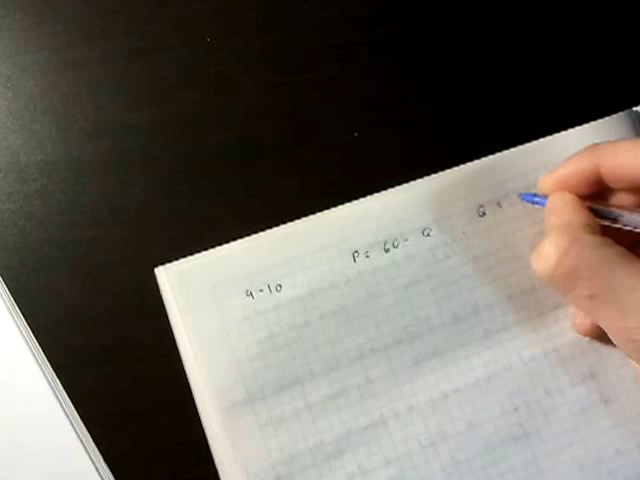 4-10 P = 60 - Q Q =